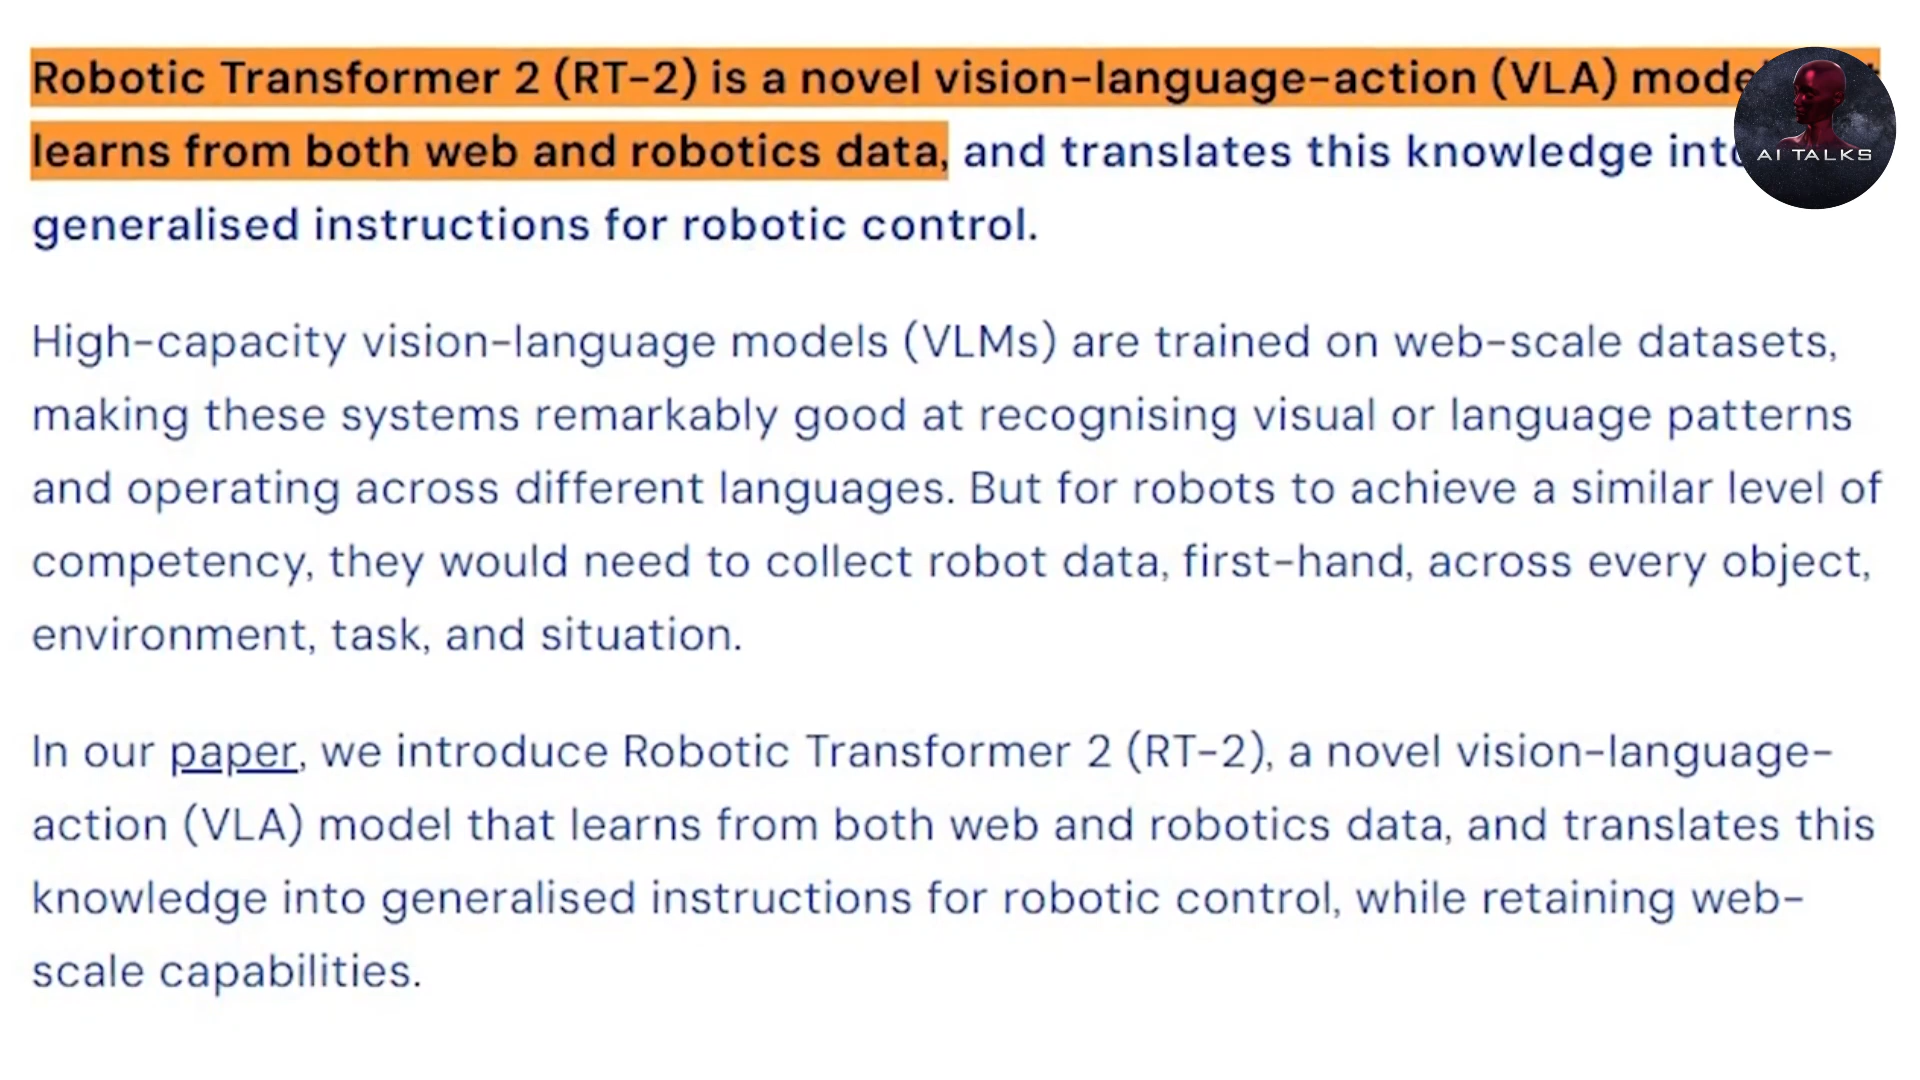 Robotic Transformer 2 (RT-2) is a novel vision-language-action (VLA)
learns from both web and robotics data, and translates this knowledge
generalised instructions for robotic control.
High-capacity vision-language models (VLMs) are trained on web-scale datasets,
making these systems remarkably good at recognising visual or language patterns
and operating across different languages. But for robots to achieve a similar level of
competency, they would need to collect robot data, first-hand, across every object,
environment, task, and situation.
In our paper, we introduce Robotic Transformer 2 (RT-2), a novel vision-language-
action (VLA) model that learns from both web and robotics data, and translates this
knowledge into generalised instructions for robotic control, while retaining web-
scale capabilities.
AI TALKS